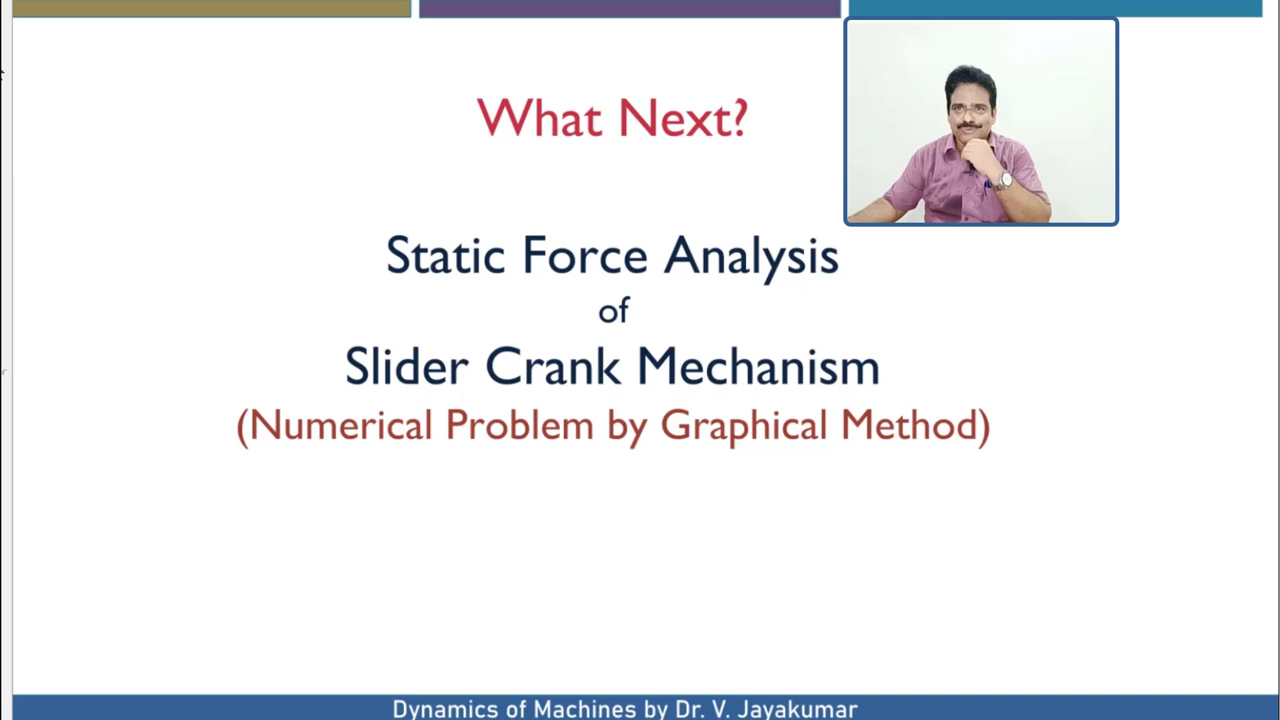 What Next?
Static Force Analysis
of
Slider Crank Mechanism
(Numerical Problem by Graphical Method)
Dynamics of Machines by Dr. V. Jayakumar